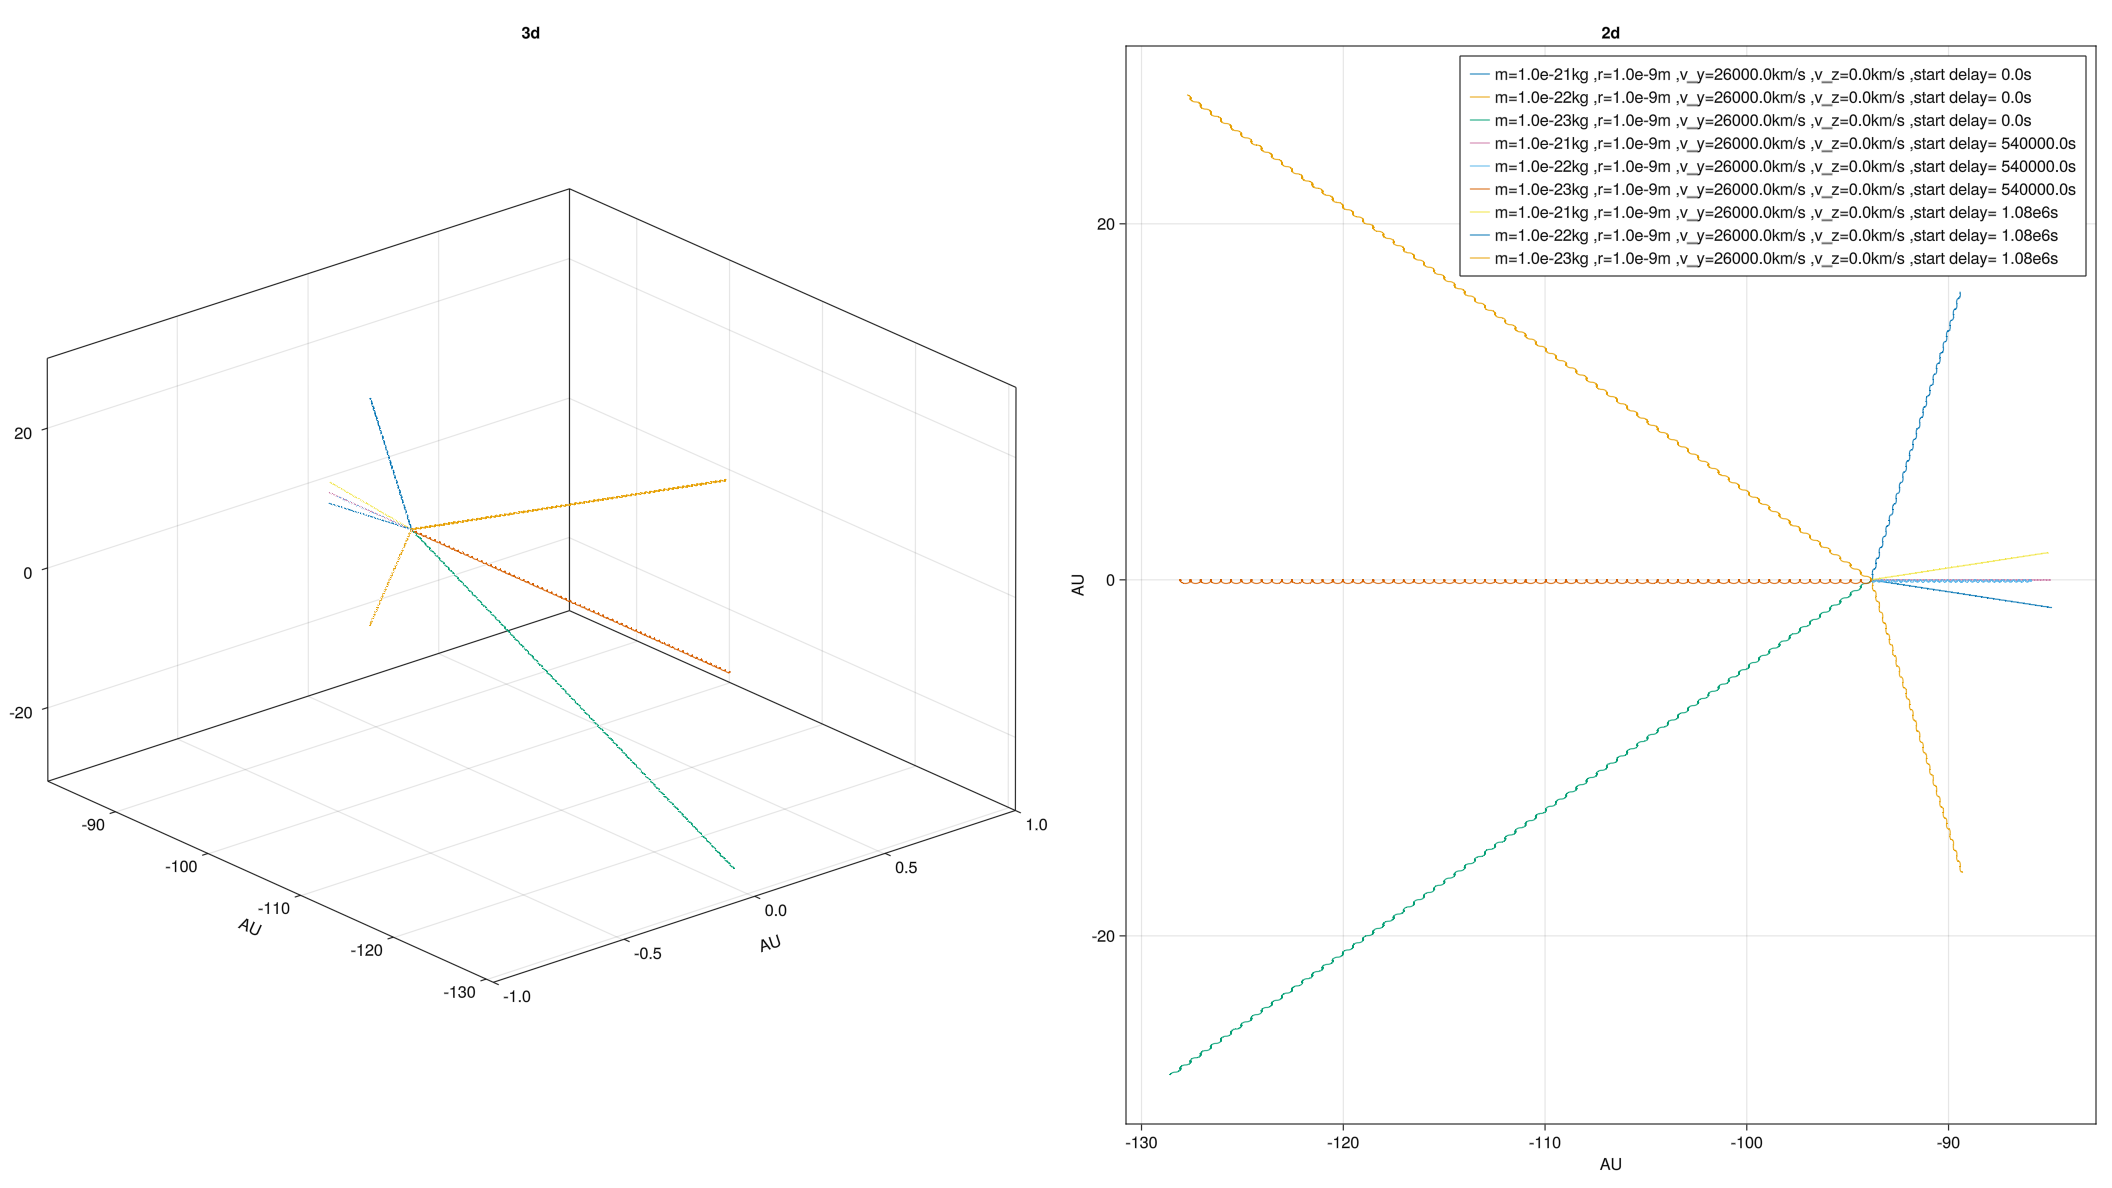 3d
20
0
-20
-90
-100
-110
-120
-130
AU
-1.0
-0.5
0.0
0.5
1.0
AU
2d
m=1.0e-21kg ,r=1.0e-9m ,v_y=26000.0km/s ,v_z=0.0km/s ,start delay= 0.0s
m=1.0e-22kg ,r=1.0e-9m ,v_y=26000.0km/s ,v_z=0.0km/s ,start delay= 0.0s
m=1.0e-23kg ,r=1.0e-9m ,v_y=26000.0km/s ,v_z=0.0km/s ,start delay= 0.0s
m=1.0e-21kg ,r=1.0e-9m ,v_y=26000.0km/s ,v_z=0.0km/s ,start delay= 540000.0s
m=1.0e-22kg ,r=1.0e-9m ,v_y=26000.0km/s ,v_z=0.0km/s ,start delay= 540000.0s
m=1.0e-23kg ,r=1.0e-9m ,v_y=26000.0km/s ,v_z=0.0km/s ,start delay= 540000.0s
m=1.0e-21kg ,r=1.0e-9m ,v_y=26000.0km/s ,v_z=0.0km/s ,start delay= 1.08e6s
m=1.0e-22kg ,r=1.0e-9m ,v_y=26000.0km/s ,v_z=0.0km/s ,start delay= 1.08e6s
m=1.0e-23kg ,r=1.0e-9m ,v_y=26000.0km/s ,v_z=0.0km/s ,start delay= 1.08e6s
20
0
-20
AU
-130
-120
-110
-100
-90
AU